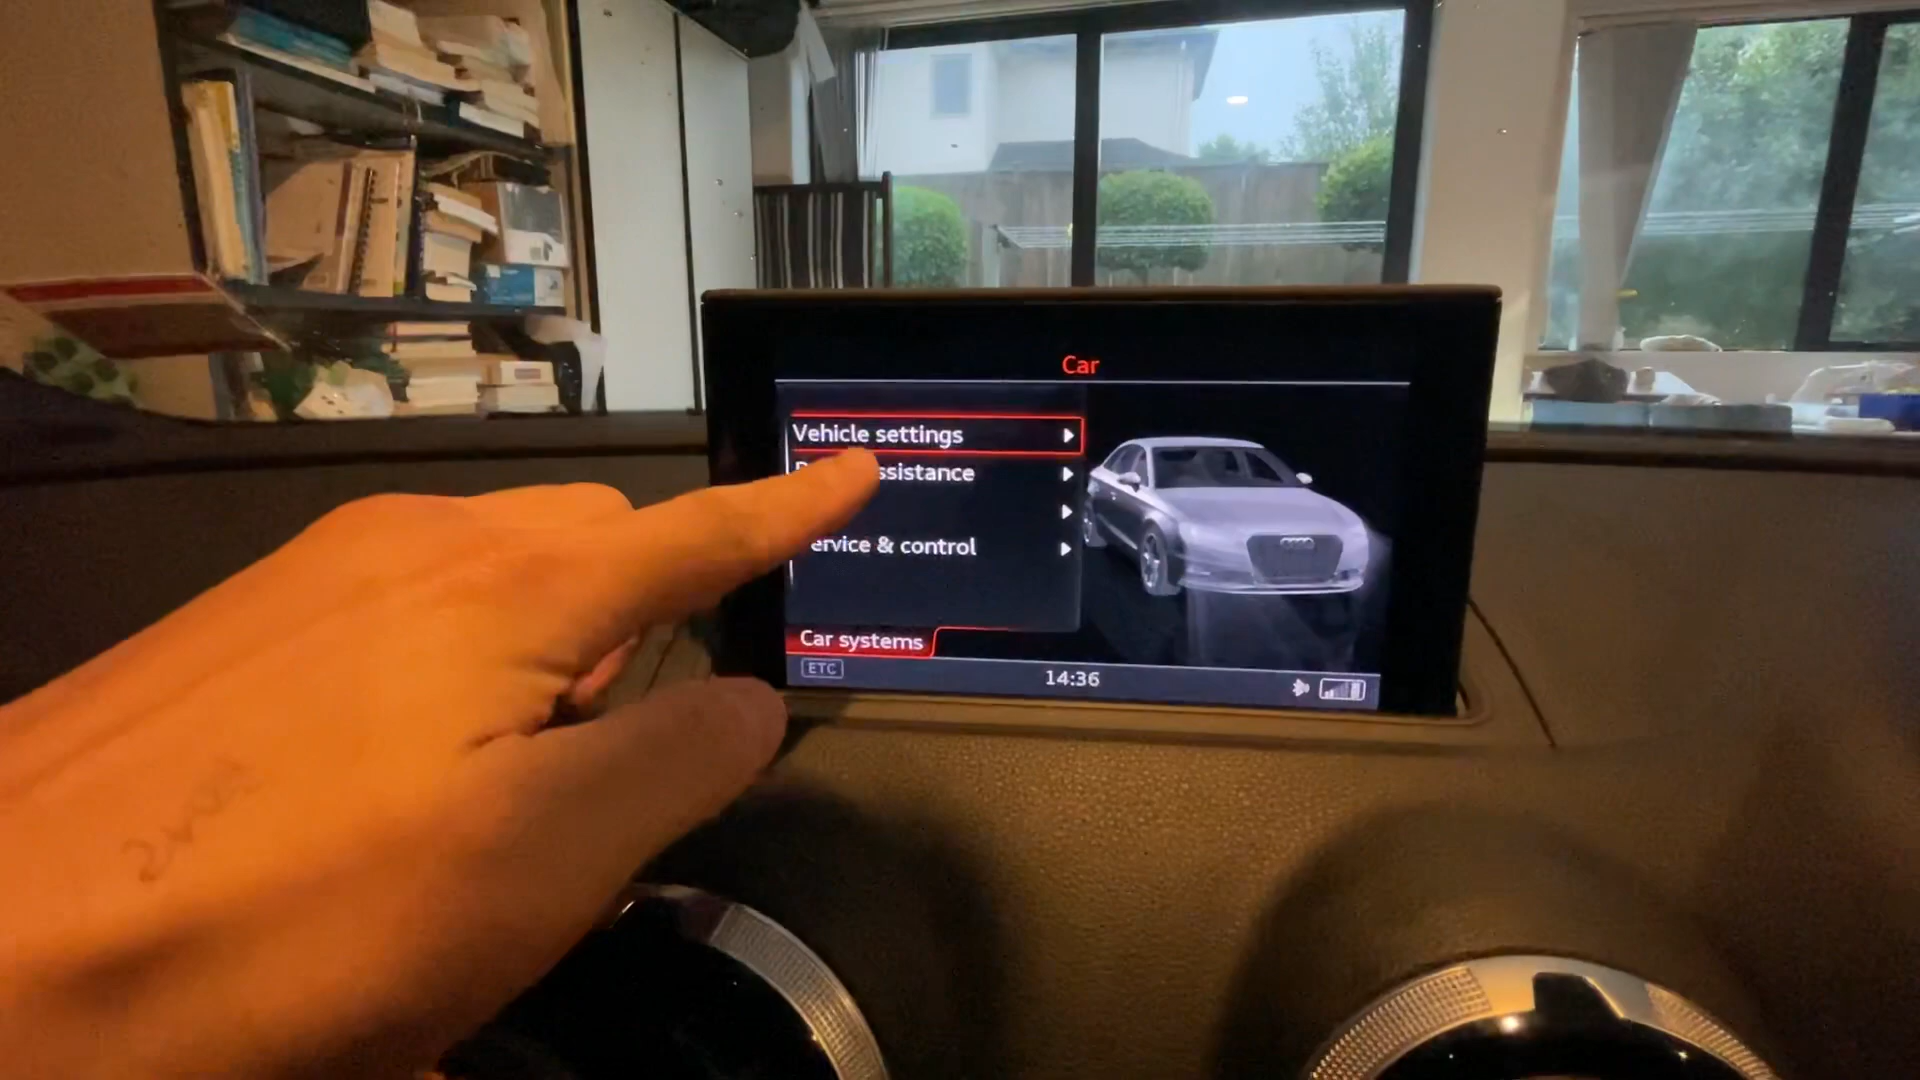 Car
Vehicle settings
ssistance
ervice & control
Car systems
ETC
14:36